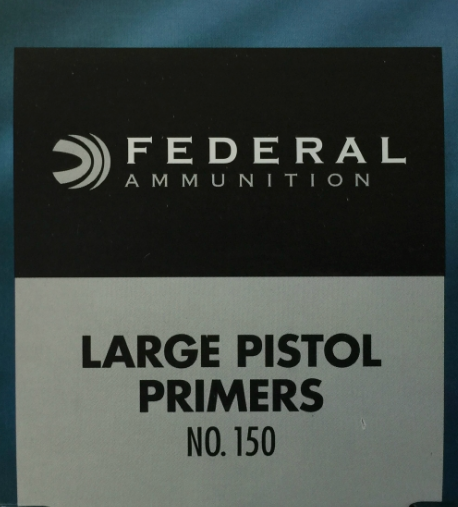 FEDERAL
AMMUNITION
LARGE PISTOL
PRIMERS
NO. 150